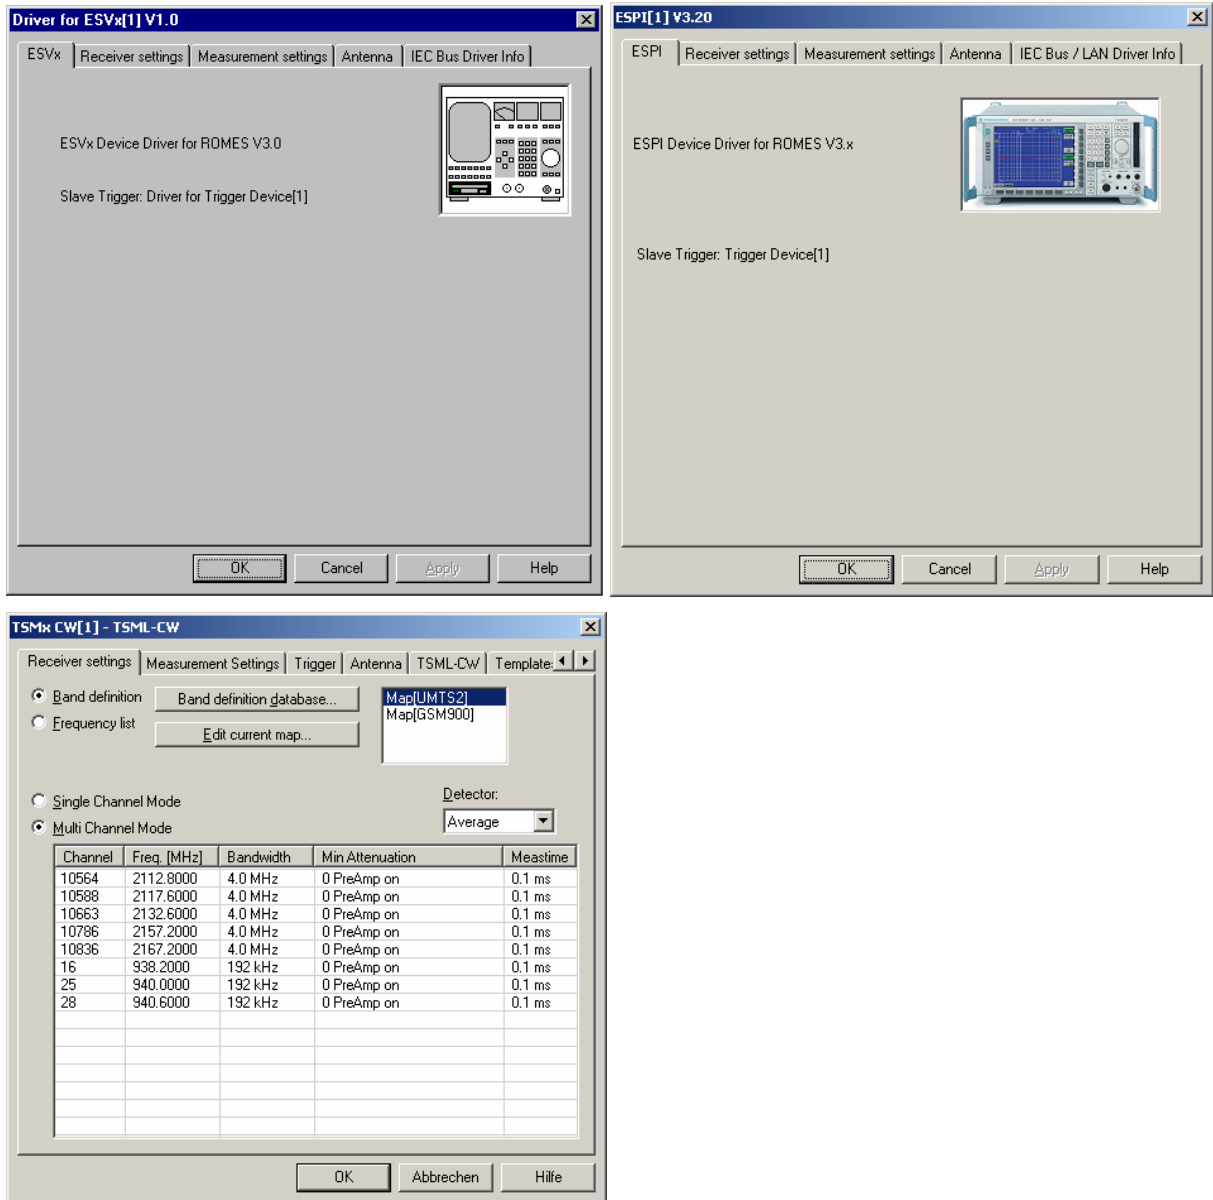 Driver for ESVx[1] V1.0
ESVx Receiver settings Measurement settings Antenna IEC Bus Driver Info
ESVx Device Driver for ROMES V3.0
Slave Trigger: Driver for Trigger Device[1]
OK Cancel Apply Help
ESPI[1] V3.20
ESPI Receiver settings Measurement settings Antenna IEC Bus / LAN Driver Info
ESPI Device Driver for ROMES V3.x
Slave Trigger: Trigger Device[1]
OK Cancel Apply Help
TSMx CW[1] - TSML-CW
Receiver settings Measurement Settings Trigger Antenna TSML-CW Template
Band definition Band definition database... Map[UMTS2]
Frequency list Edit current map... Map[GSM900]
Single Channel Mode Detector:
Multi Channel Mode Average
Channel Freq. [MHz] Bandwidth Min Attenuation Meastime
10564 2112.8000 4.0 MHz 0 PreAmp on 0.1 ms
10588 2117.6000 4.0 MHz 0 PreAmp on 0.1 ms
10663 2132.6000 4.0 MHz 0 PreAmp on 0.1 ms
10786 2157.2000 4.0 MHz 0 PreAmp on 0.1 ms
10836 2167.2000 4.0 MHz 0 PreAmp on 0.1 ms
16 938.2000 192 kHz 0 PreAmp on 0.1 ms
25 940.0000 192 kHz 0 PreAmp on 0.1 ms
28 940.6000 192 kHz 0 PreAmp on 0.1 ms
OK Abbrechen Hilfe